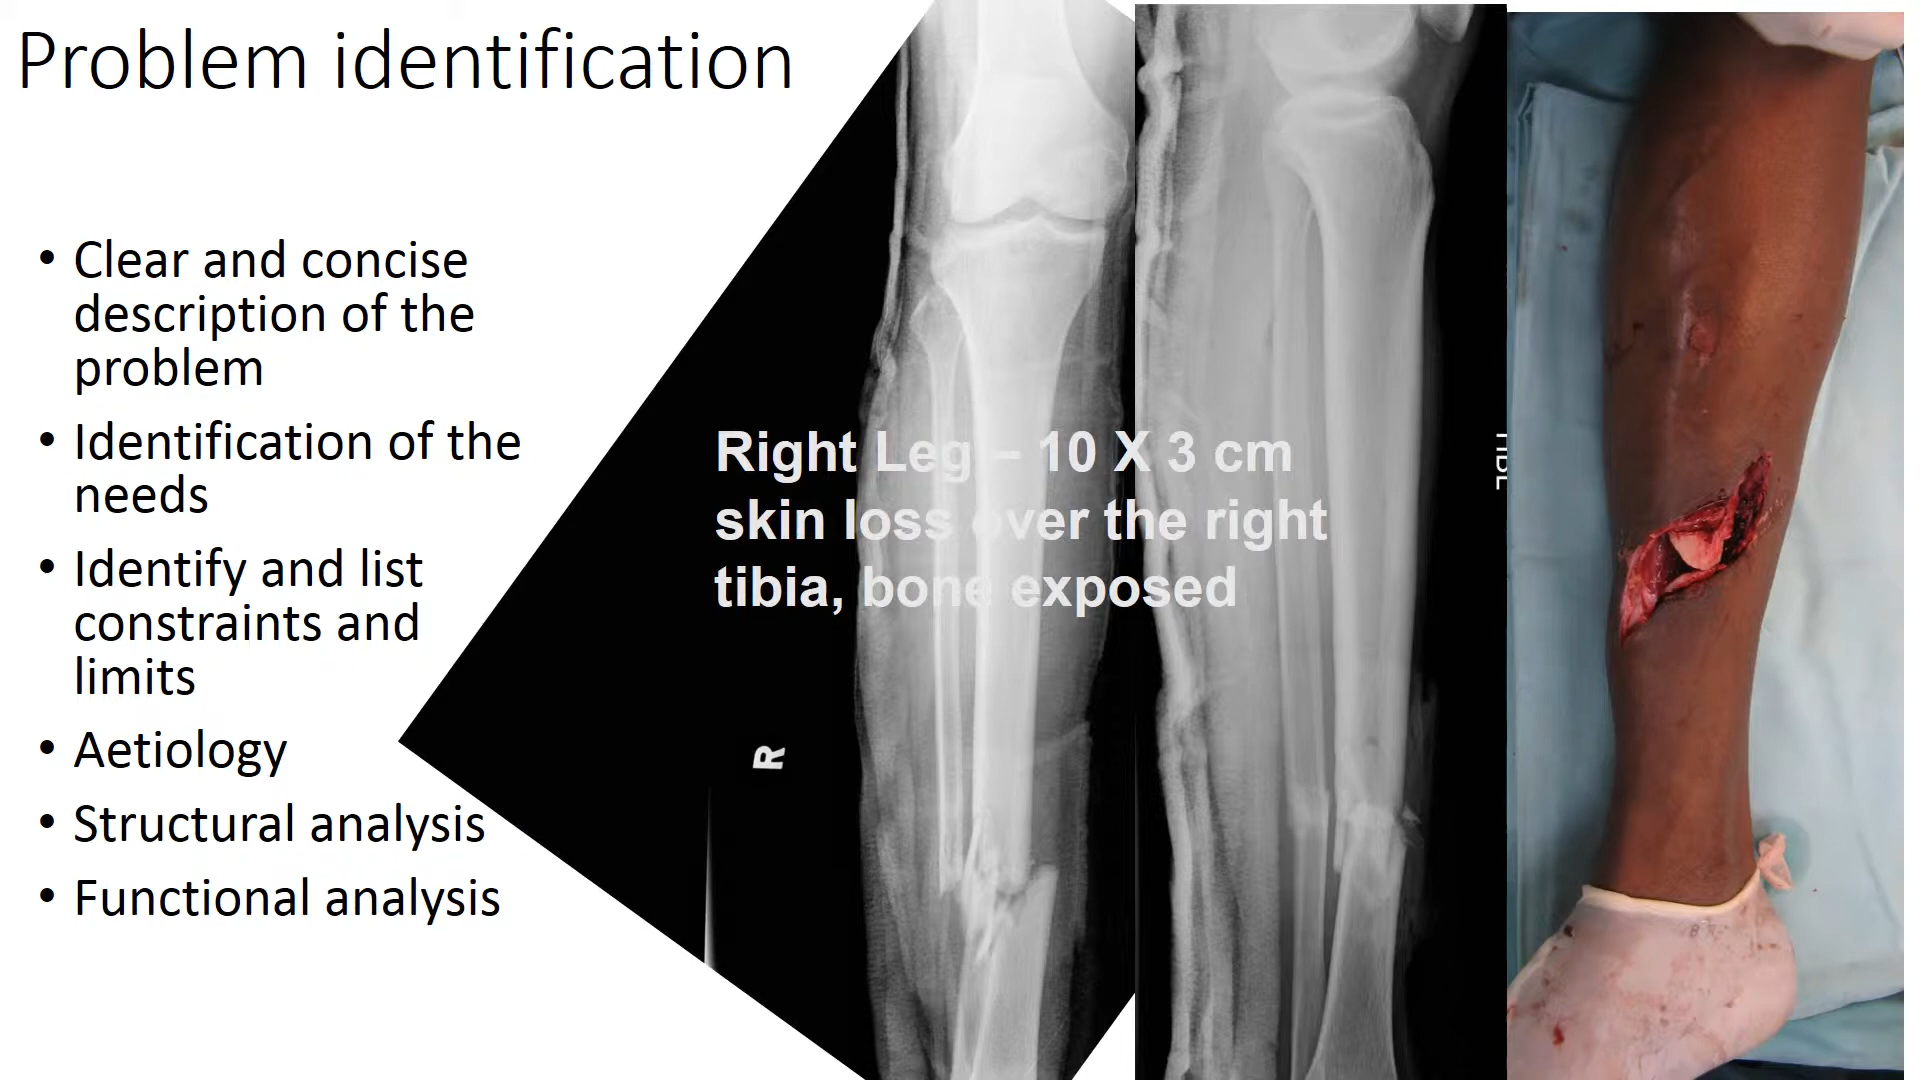 Problem identification
• Clear and concise
description of the
problem
• Identification of the
needs
• Identify and list
constraints and
limits
• Aetiology
• Structural analysis
• Functional analysis
Right Leg – 10 X 3 cm
skin loss over the right
tibia, bone exposed
R